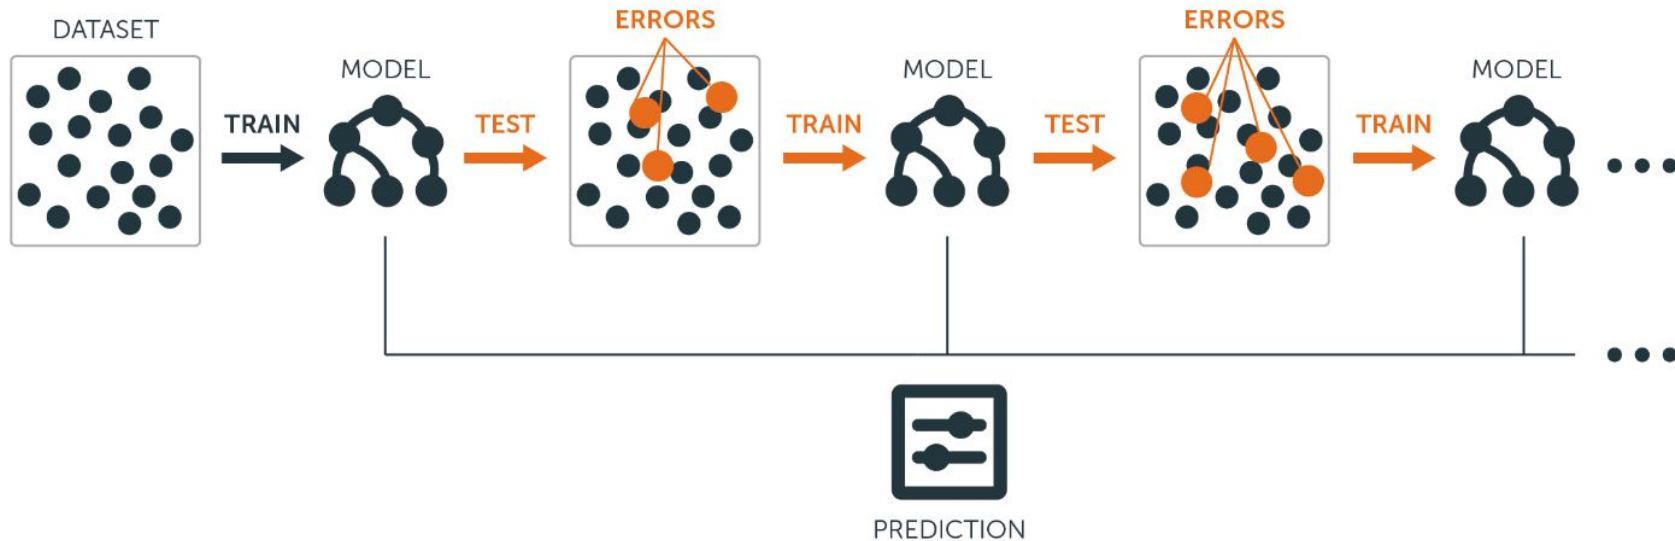 DATASET
TRAIN
MODEL
TEST
ERRORS
TRAIN
MODEL
TEST
ERRORS
TRAIN
MODEL
PREDICTION